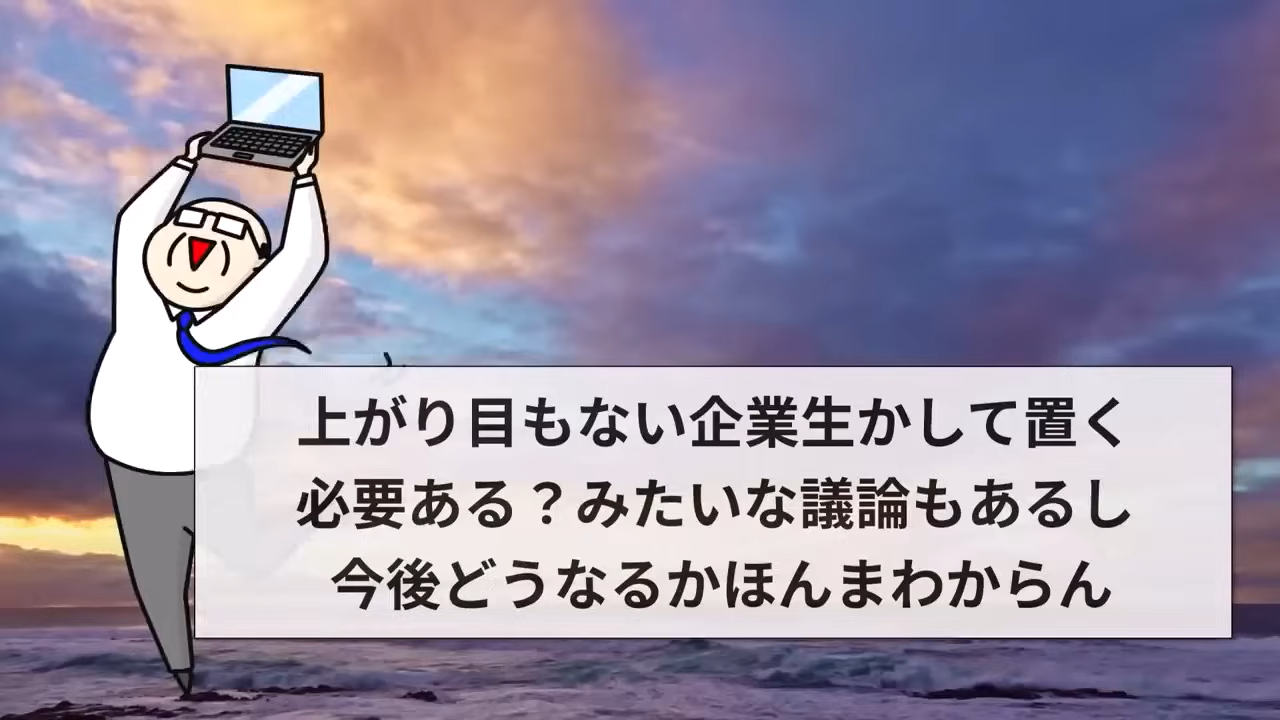 上がり目もない企業生かして置く
必要ある？みたいな議論もあるし
今後どうなるかほんまわからん